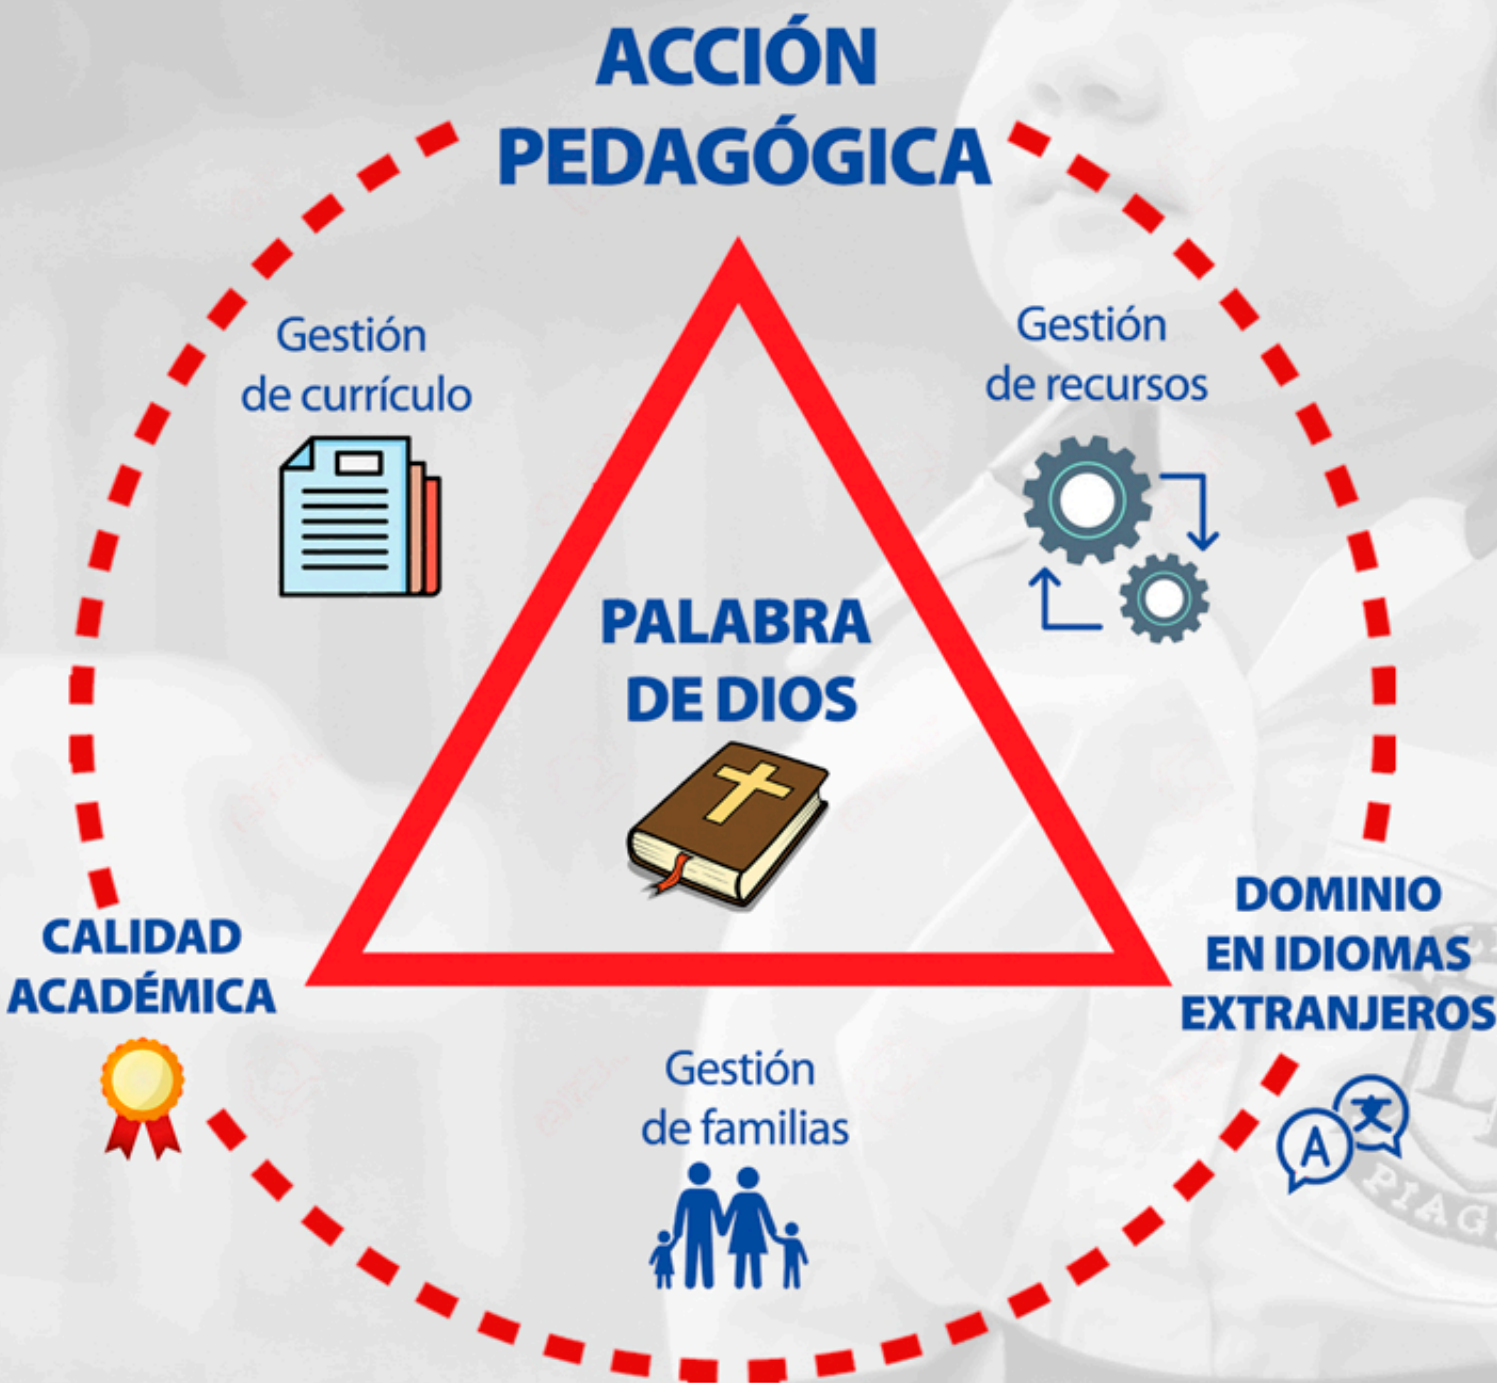 ACCIÓN
PEDAGÓGICA
Gestión
de currículo
Gestión
de recursos
PALABRA
DE DIOS
CALIDAD
ACADÉMICA
DOMINIO
EN IDIOMAS
EXTRANJEROS
Gestión
de familias
A
文